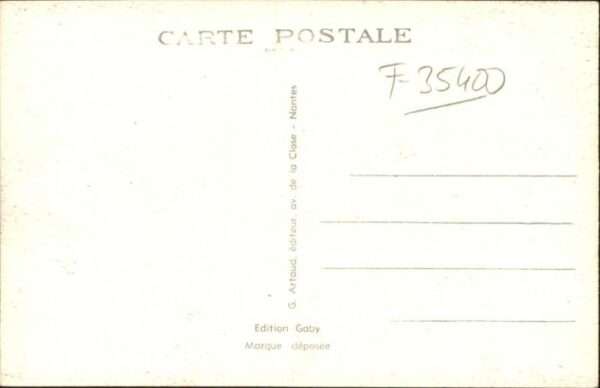 CARTE POSTALE
F-35400
G. Artaud, éditeur, av. de la Close - Nantes
Edition Gaby
Marque déposée